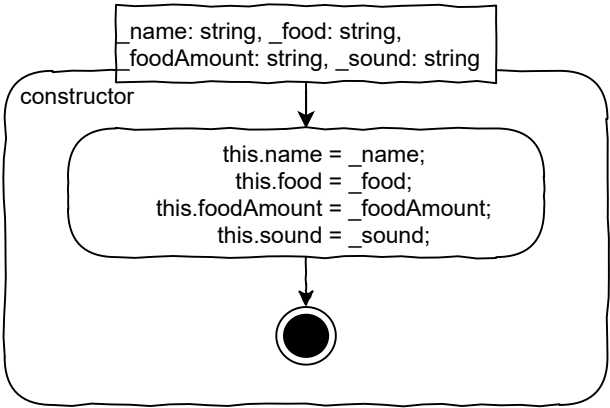 _name: string, _food: string,
_foodAmount: string, _sound: string
constructor
this.name = _name;
this.food = _food;
this.foodAmount = _foodAmount;
this.sound = _sound;